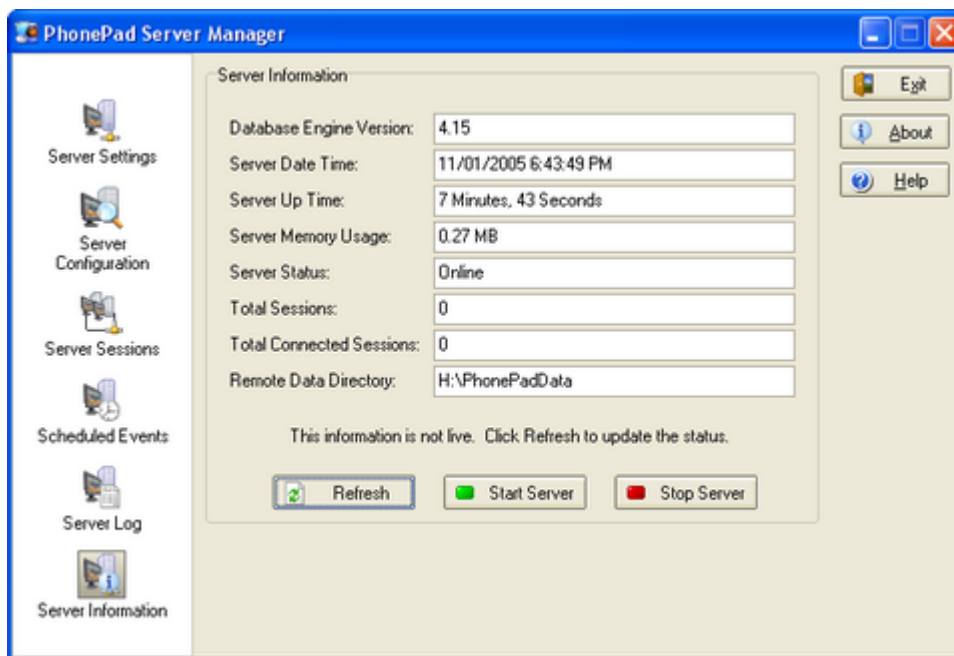 PhonePad Server Manager
Server Settings
Server
Configuration
Server Sessions
Scheduled Events
Server Log
Server Information
Server Information
Database Engine Version: 4.15
Server Date Time: 11/01/2005 6:43:49 PM
Server Up Time: 7 Minutes, 43 Seconds
Server Memory Usage: 0.27 MB
Server Status: Online
Total Sessions: 0
Total Connected Sessions: 0
Remote Data Directory: H:\PhonePadData
This information is not live. Click Refresh to update the status.
Refresh Start Server Stop Server
Exit
About
Help